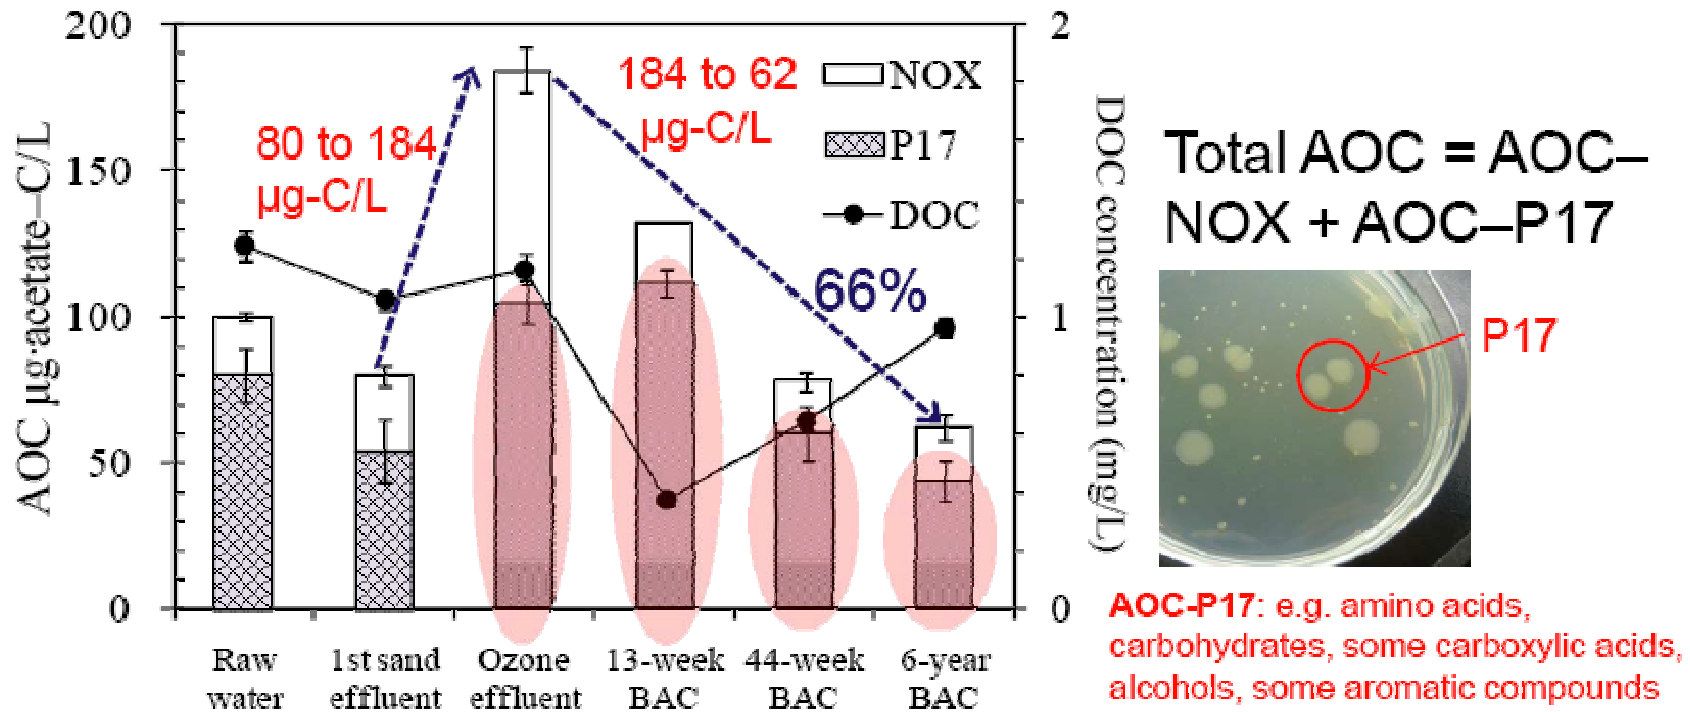 200
150
100
50
0
AOC µg·acetate–C/L
80 to 184
µg-C/L
184 to 62
µg-C/L
NOX
P17
DOC
66%
2
1
0
DOC concentration (mg/L)
Raw
water
1st sand
effluent
Ozone
effluent
13-week
BAC
44-week
BAC
6-year
BAC
Total AOC = AOC–
NOX + AOC–P17
P17
AOC-P17: e.g. amino acids,
carbohydrates, some carboxylic acids,
alcohols, some aromatic compounds